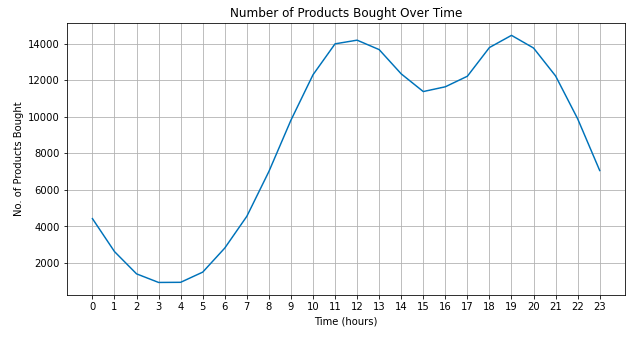 Number of Products Bought Over Time
No. of Products Bought
14000
12000
10000
8000
6000
4000
2000
0 1 2 3 4 5 6 7 8 9 10 11 12 13 14 15 16 17 18 19 20 21 22 23
Time (hours)